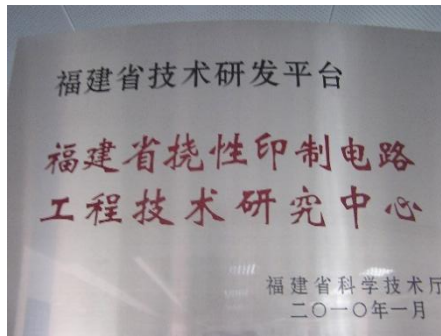 福建省技术研发平台
福建省挠性印制电路
工程技术研究中心
福建省科学技术厅
二〇一〇年一月